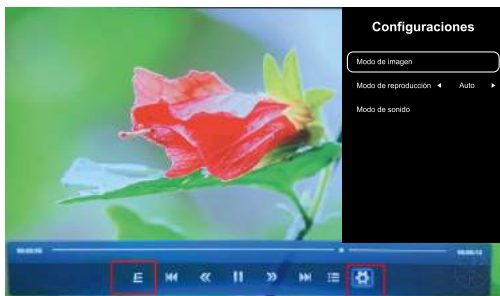 Configuraciones
Modo de imagen
Modo de reproducción Auto
Modo de sonido